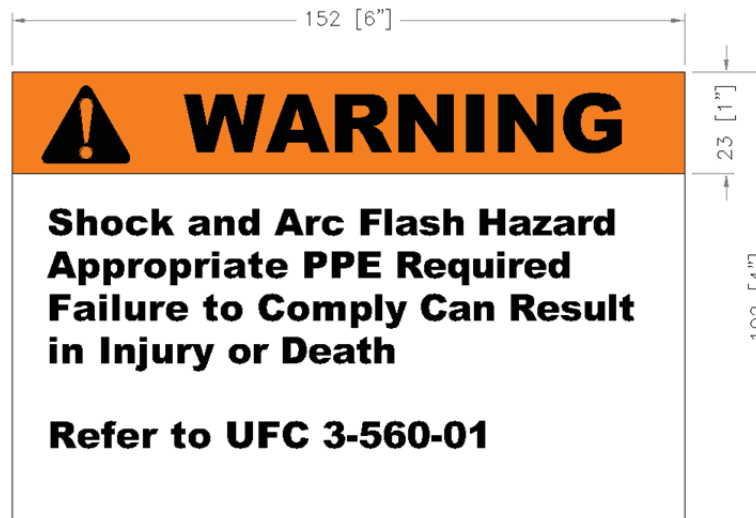 152 [6”]
WARNING
23 [1”]
Shock and Arc Flash Hazard
Appropriate PPE Required
Failure to Comply Can Result
in Injury or Death
Refer to UFC 3-560-01